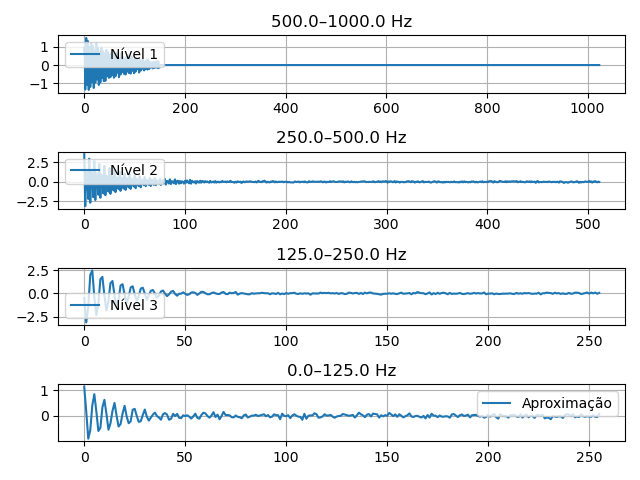 500.0–1000.0 Hz
1
0
−1
Nível 1
0 200 400 600 800 1000
250.0–500.0 Hz
2.5
0.0
−2.5
Nível 2
0 100 200 300 400 500
125.0–250.0 Hz
2.5
0.0
−2.5
Nível 3
0 50 100 150 200 250
0.0–125.0 Hz
1
0
Aproximação
0 50 100 150 200 250